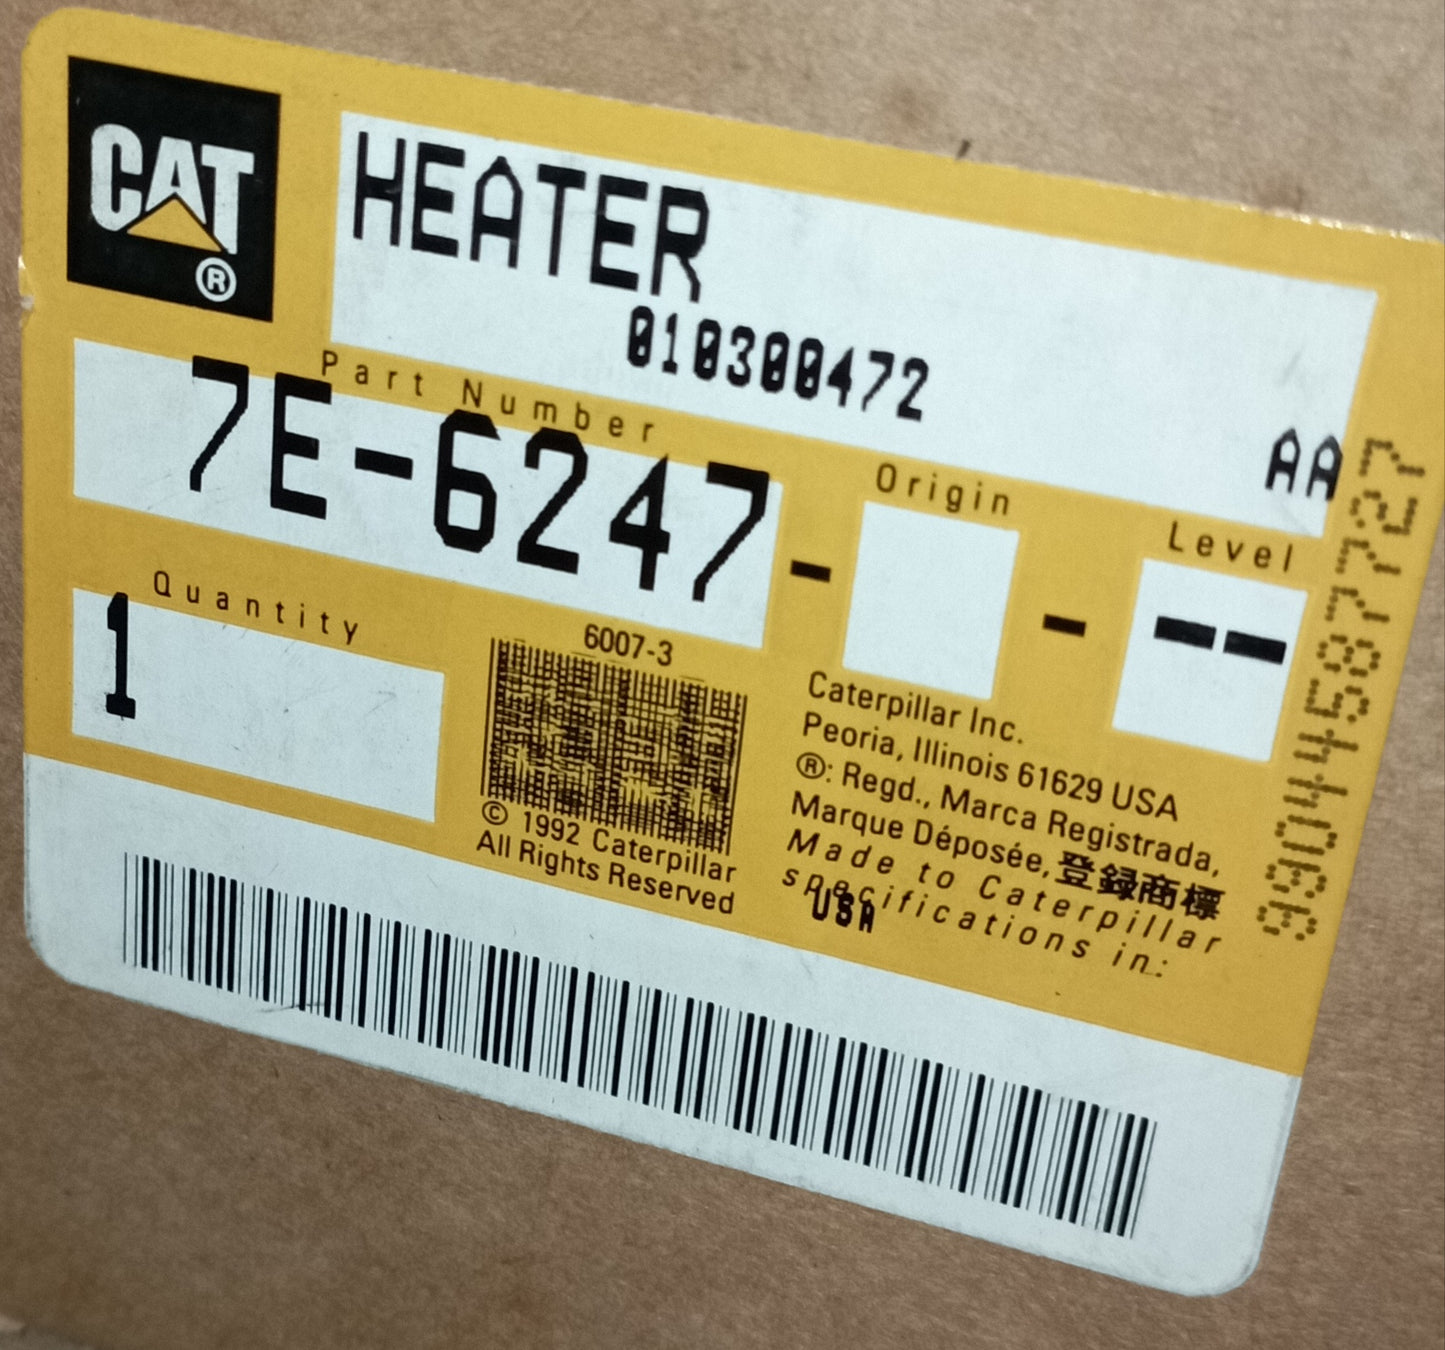 CAT
®
HEATER
010300472
AA
Part Number
7E-6247
-
Origin
-
Level
--
Quantity
1
6007-3
© 1992 Caterpillar
All Rights Reserved
Caterpillar Inc.
Peoria, Illinois 61629 USA
®: Regd., Marca Registrada,
Marque Déposée, 登録商標
Made to Caterpillar
specifications in:
USA